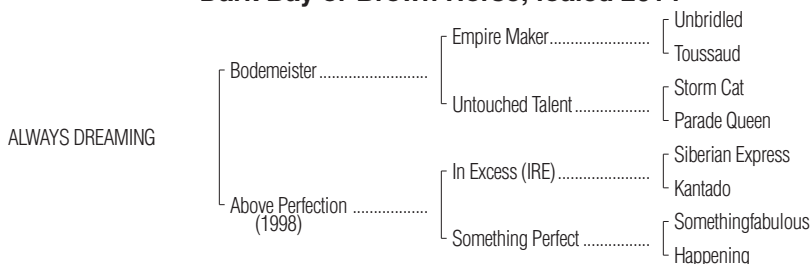 Dark Bay or Brown Horse; foaled 2014
Unbridled
Empire Maker
Toussaud
Bodemeister
Storm Cat
Untouched Talent
Parade Queen
ALWAYS DREAMING
Siberian Express
In Excess (IRE)
Kantado
Above Perfection
(1998)
Somethingfabulous
Something Perfect
Happening